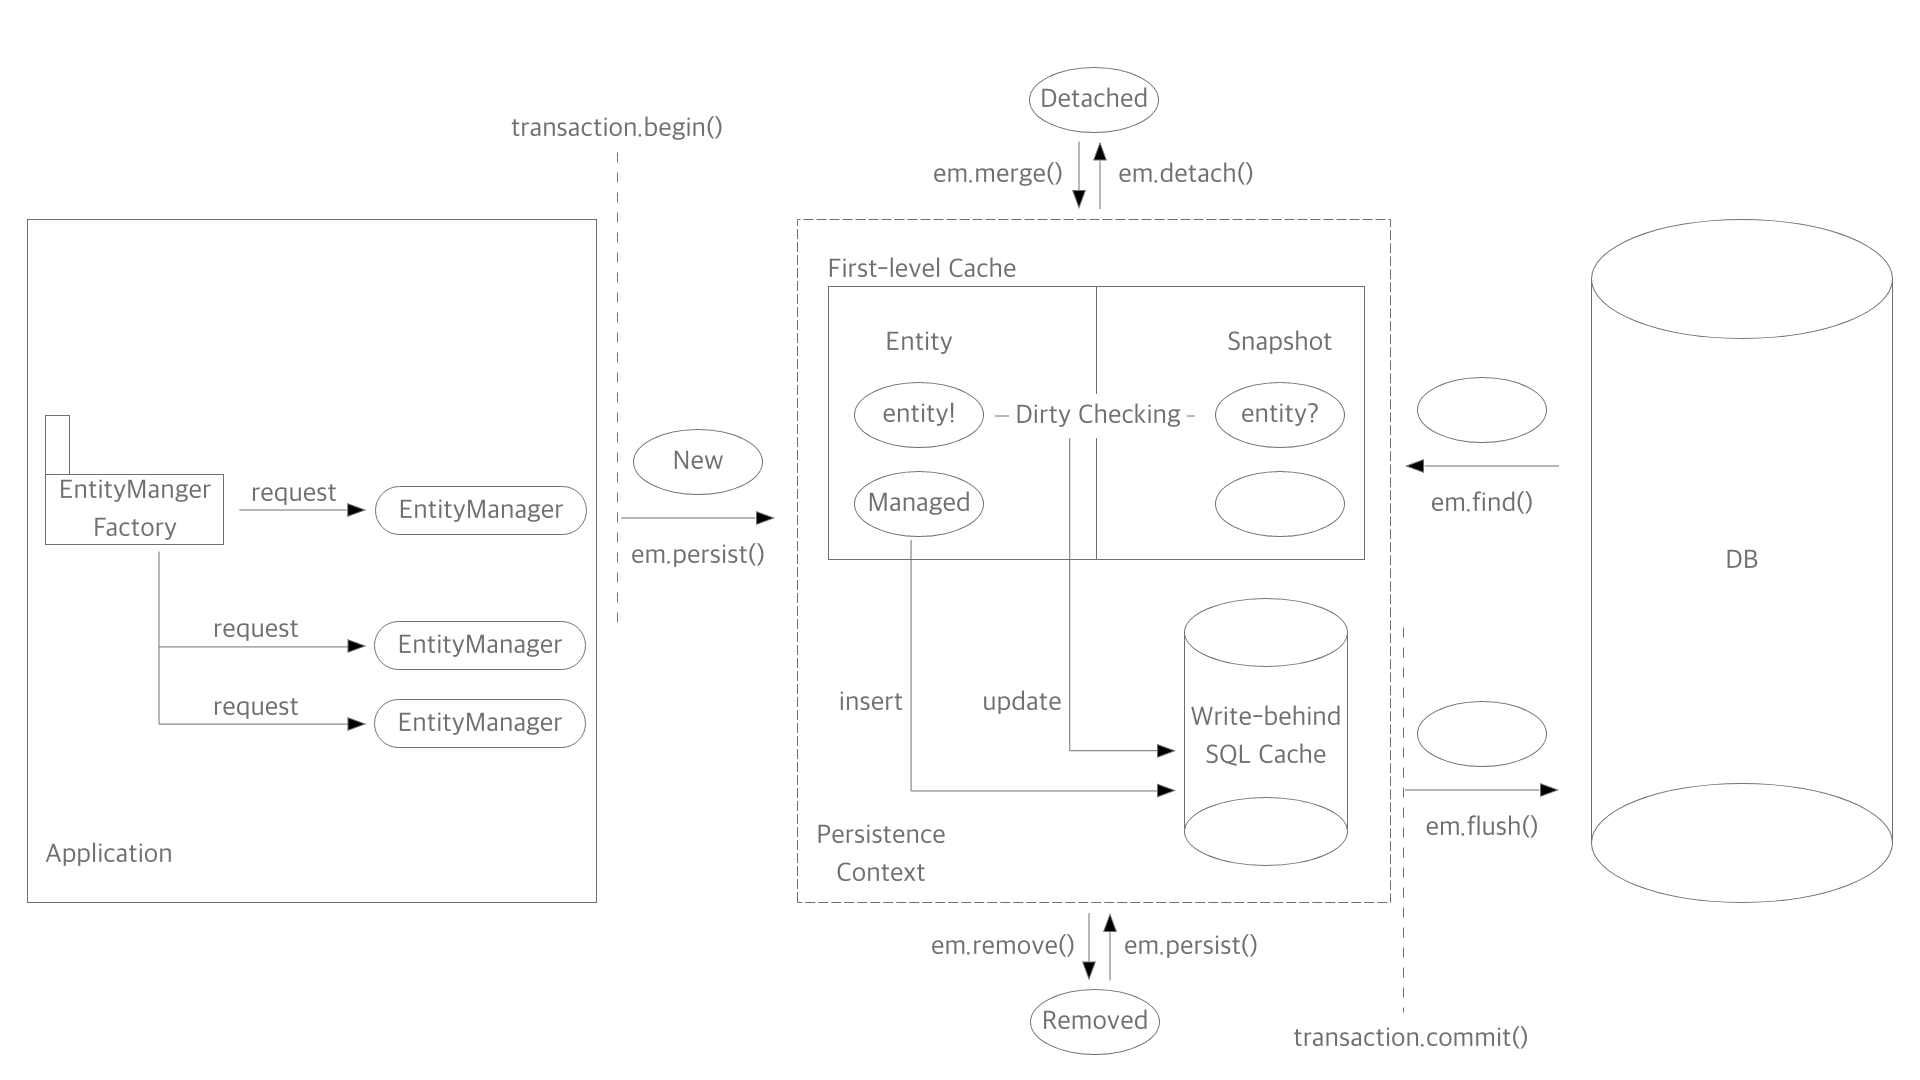 Detached
transaction.begin()
em.merge()
em.detach()
First-level Cache
Entity
Snapshot
entity!
Dirty Checking
entity?
New
Managed
em.persist()
em.find()
EntityManger
Factory
request
EntityManager
request
EntityManager
request
EntityManager
Application
DB
insert
update
Write-behind
SQL Cache
em.flush()
Persistence
Context
em.remove()
em.persist()
Removed
transaction.commit()